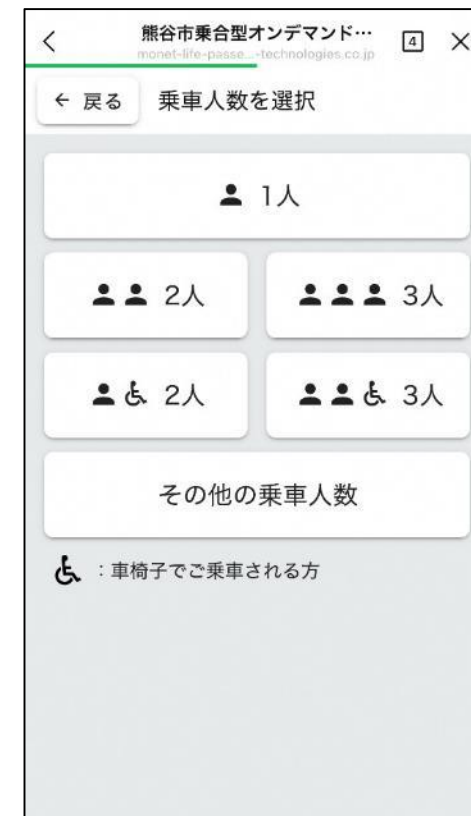 熊谷市乗合型オンデマンド…
monet-life-passe...-technologies.co.jp
4
← 戻る 乗車人数を選択
1人
2人 3人
2人 3人
その他の乗車人数
：車椅子でご乗車される方